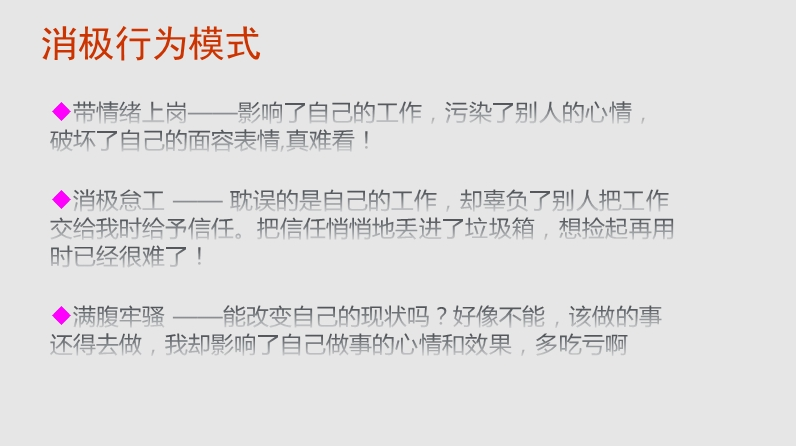 消极行为模式
◆带情绪上岗——影响了自己的工作，污染了别人的心情，
破坏了自己的面容表情,真难看！
◆消极怠工 —— 耽误的是自己的工作，却辜负了别人把工作
交给我时给予信任。把信任悄悄地丢进了垃圾箱，想捡起再用
时已经很难了！
◆满腹牢骚 ——能改变自己的现状吗？好像不能，该做的事
还得去做，我却影响了自己做事的心情和效果，多吃亏啊